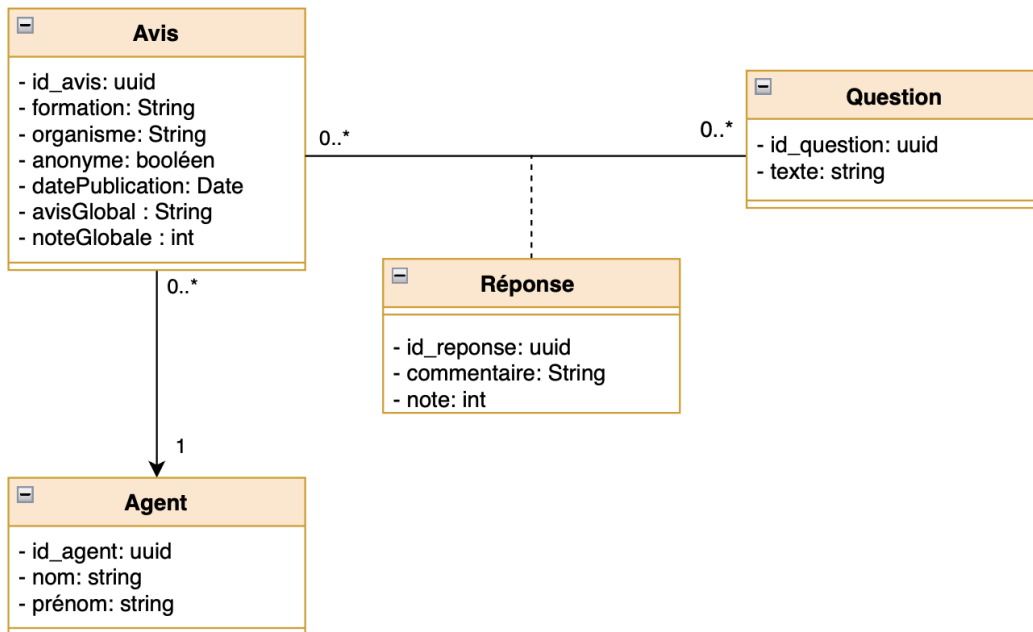 Avis
- id_avis: uuid
- formation: String
- organisme: String
- anonyme: booléen
- datePublication: Date
- avisGlobal : String
- noteGlobale : int
0..*
0..*
Question
- id_question: uuid
- texte: string
0..*
Réponse
- id_reponse: uuid
- commentaire: String
- note: int
1
Agent
- id_agent: uuid
- nom: string
- prénom: string